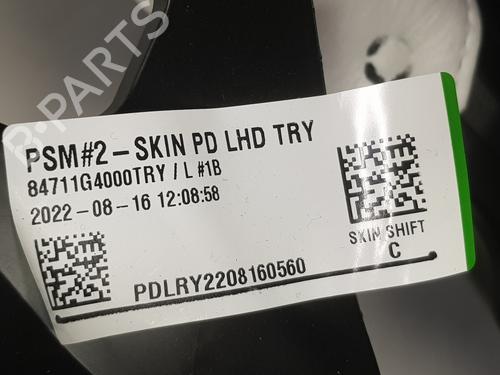 B-PARTS
PSM#2-SKIN PD LHD TRY
84711G4000TRY / L #1B
2022-08-16 12:08:58
SKIN SHIFT
C
PDLRY2208160560